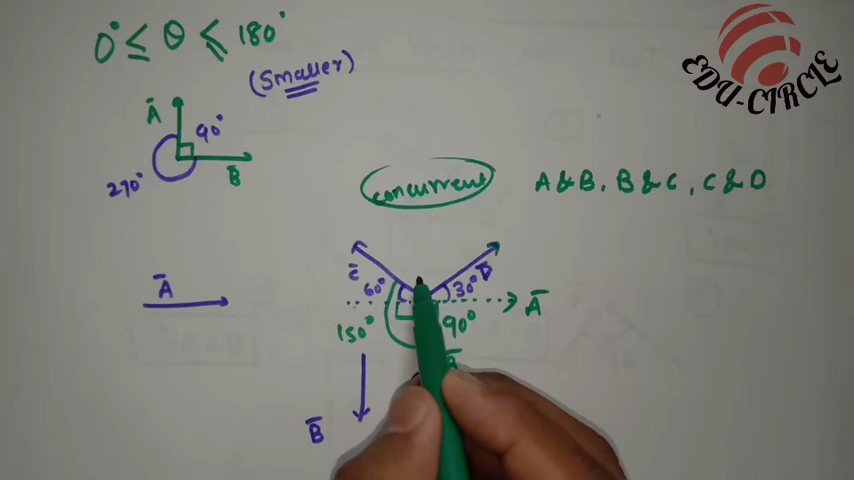 0° ≤ θ ≤ 180°
(Smaller)
EDU-CIRCLE
Ā
90°
B̄
270°
concurrent
A & B, B & C, C & D
Ā
C̄
D̄
60°
30°
Ā
150°
90°
B̄
B̄